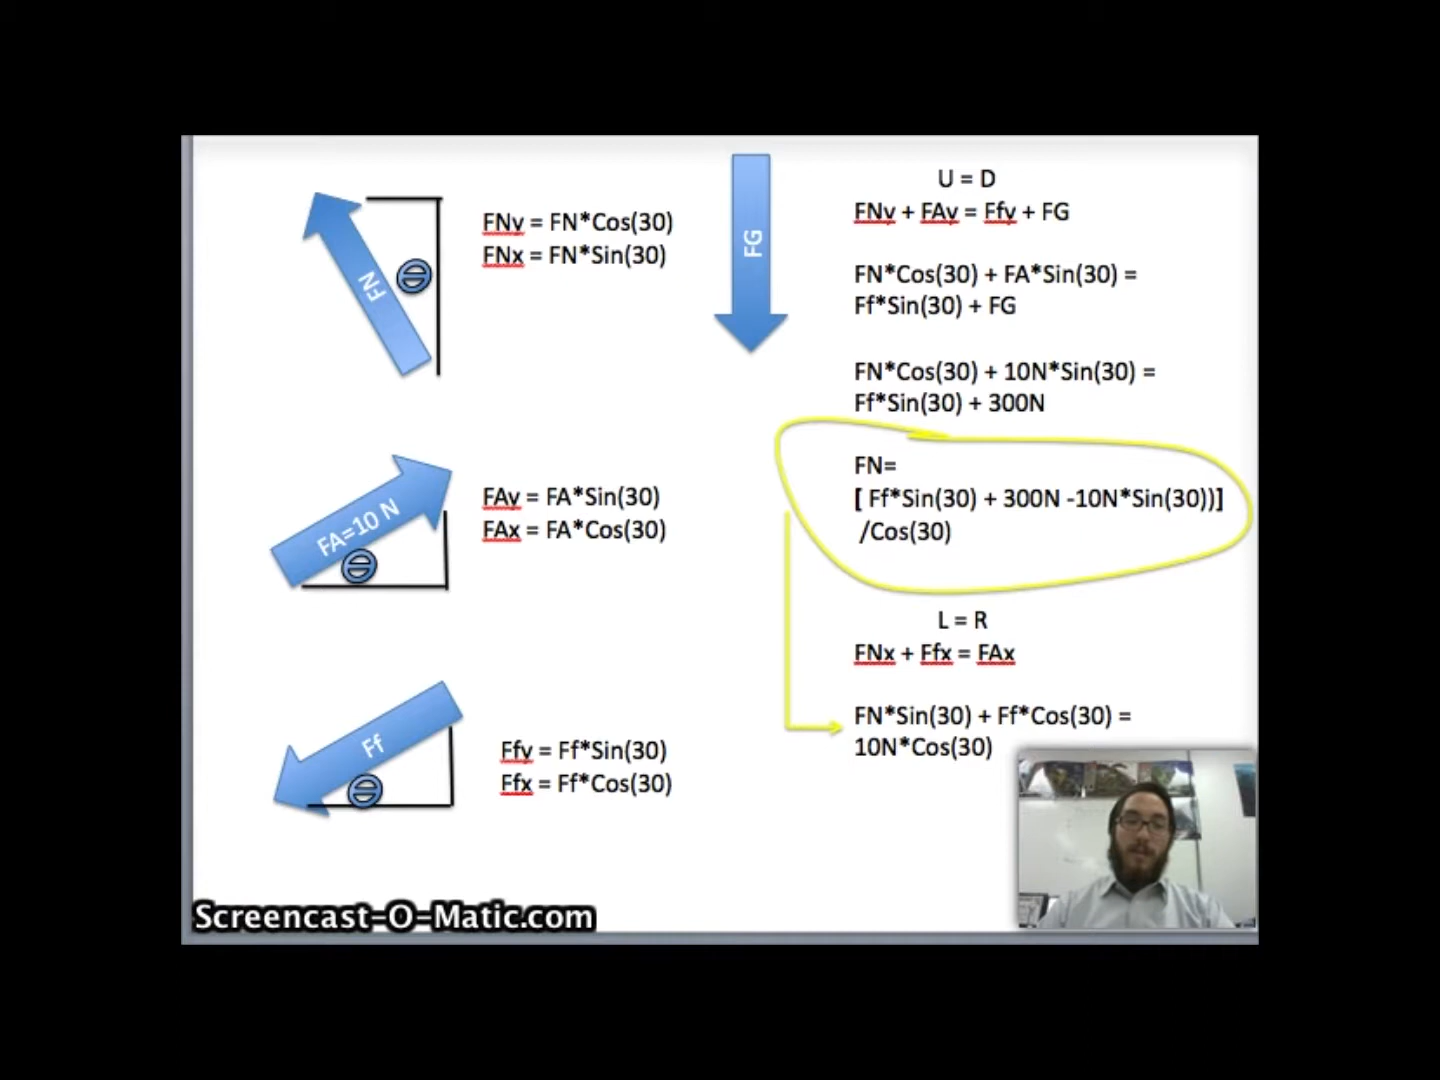 FN
θ
FNy = FN*Cos(30)
FNx = FN*Sin(30)
FA=10 N
θ
FAy = FA*Sin(30)
FAx = FA*Cos(30)
Ff
θ
Ffy = Ff*Sin(30)
Ffx = Ff*Cos(30)
FG
U = D
FNy + FAy = Ffy + FG
FN*Cos(30) + FA*Sin(30) =
Ff*Sin(30) + FG
FN*Cos(30) + 10N*Sin(30) =
Ff*Sin(30) + 300N
FN=
[ Ff*Sin(30) + 300N -10N*Sin(30))]
/Cos(30)
L = R
FNx + Ffx = FAx
FN*Sin(30) + Ff*Cos(30) =
10N*Cos(30)
Screencast-O-Matic.com